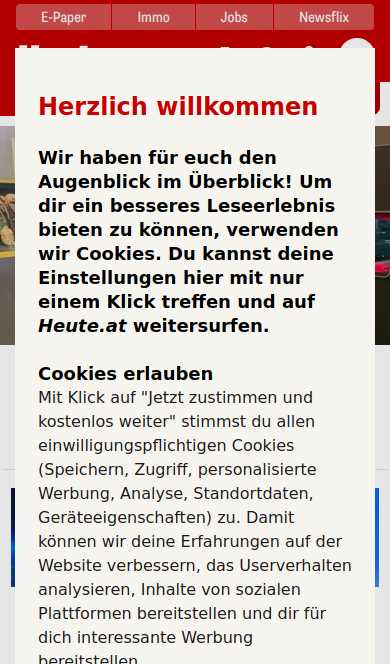 E-Paper Immo Jobs Newsflix
Herzlich willkommen
Wir haben für euch den
Augenblick im Überblick! Um
dir ein besseres Leseerlebnis
bieten zu können, verwenden
wir Cookies. Du kannst deine
Einstellungen hier mit nur
einem Klick treffen und auf
Heute.at weitersurfen.
Cookies erlauben
Mit Klick auf "Jetzt zustimmen und
kostenlos weiter" stimmst du allen
einwilligungspflichtigen Cookies
(Speichern, Zugriff, personalisierte
Werbung, Analyse, Standortdaten,
Geräteeigenschaften) zu. Damit
können wir deine Erfahrungen auf der
Website verbessern, das Userverhalten
analysieren, Inhalte von sozialen
Plattformen bereitstellen und dir für
dich interessante Werbung
bereitstellen